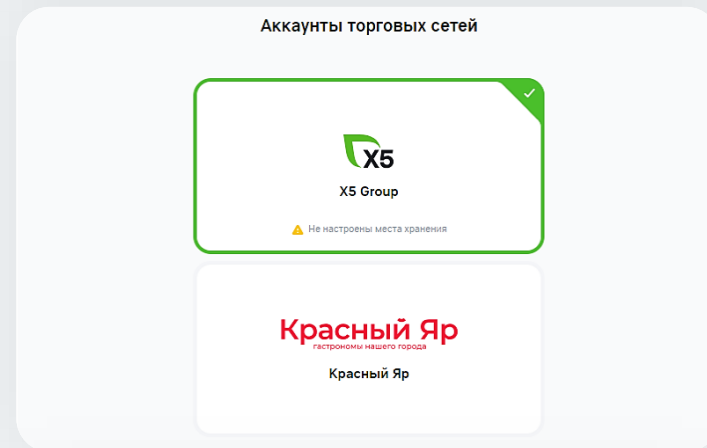 Аккаунты торговых сетей
X5
X5 Group
Не настроены места хранения
Красный Яр
гастрономы нашего города
Красный Яр